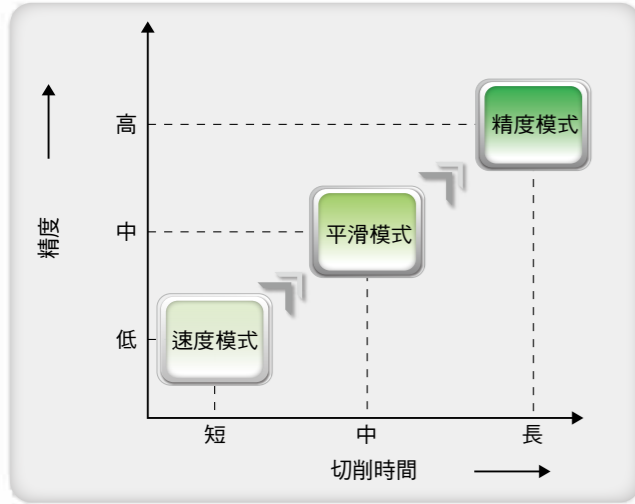 高
精度模式
中
平滑模式
精度
低
速度模式
短
中
長
切削時間